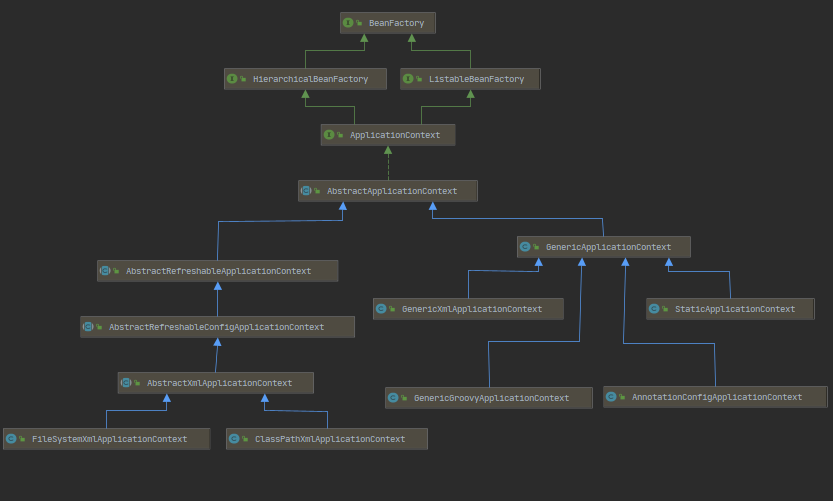 BeanFactory
HierarchicalBeanFactory
ListableBeanFactory
ApplicationContext
AbstractApplicationContext
GenericApplicationContext
AbstractRefreshableApplicationContext
GenericXmlApplicationContext
StaticApplicationContext
AbstractRefreshableConfigApplicationContext
AbstractXmlApplicationContext
GenericGroovyApplicationContext
AnnotationConfigApplicationContext
FileSystemXmlApplicationContext
ClassPathXmlApplicationContext